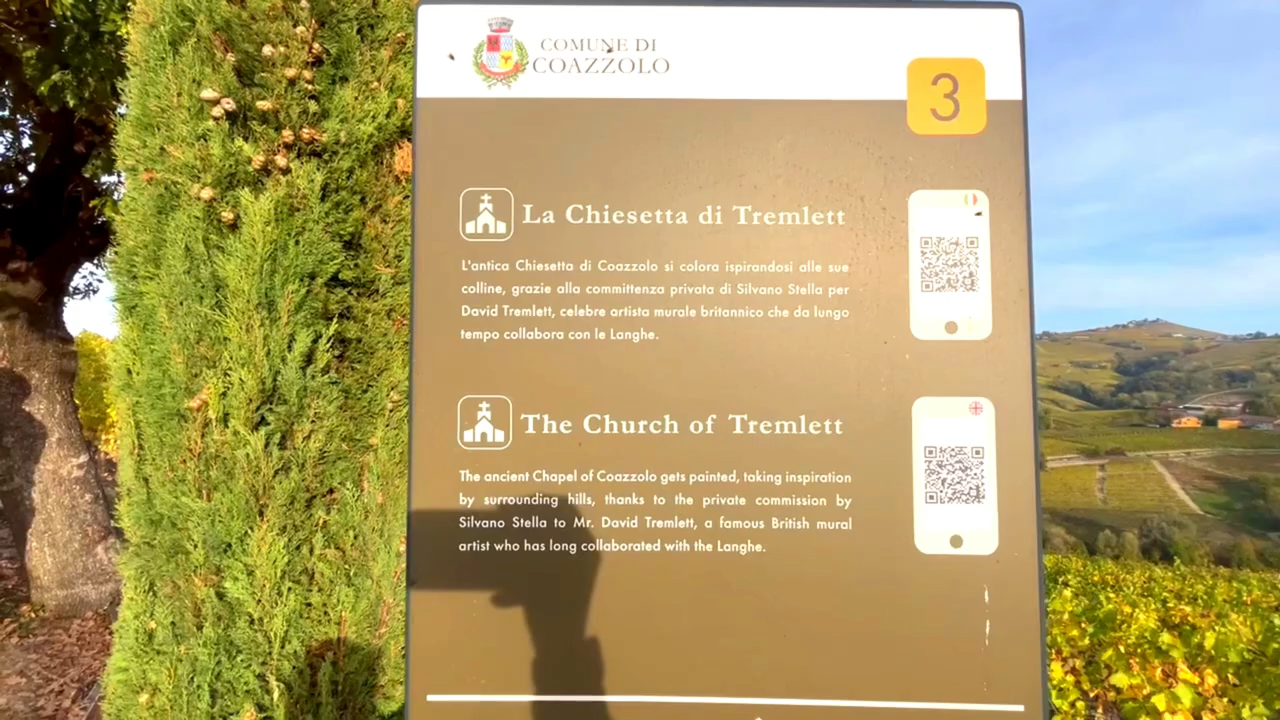 COMUNE DI
COAZZOLO
3
La Chiesetta di Tremlett
L'antica Chiesetta di Coazzolo si colora ispirandosi alle sue
colline, grazie alla committenza privata di Silvano Stella per
David Tremlett, celebre artista murale britannico che da lungo
tempo collabora con le Langhe.
The Church of Tremlett
The ancient Chapel of Coazzolo gets painted, taking inspiration
by surrounding hills, thanks to the private commission by
Silvano Stella to Mr. David Tremlett, a famous British mural
artist who has long collaborated with the Langhe.